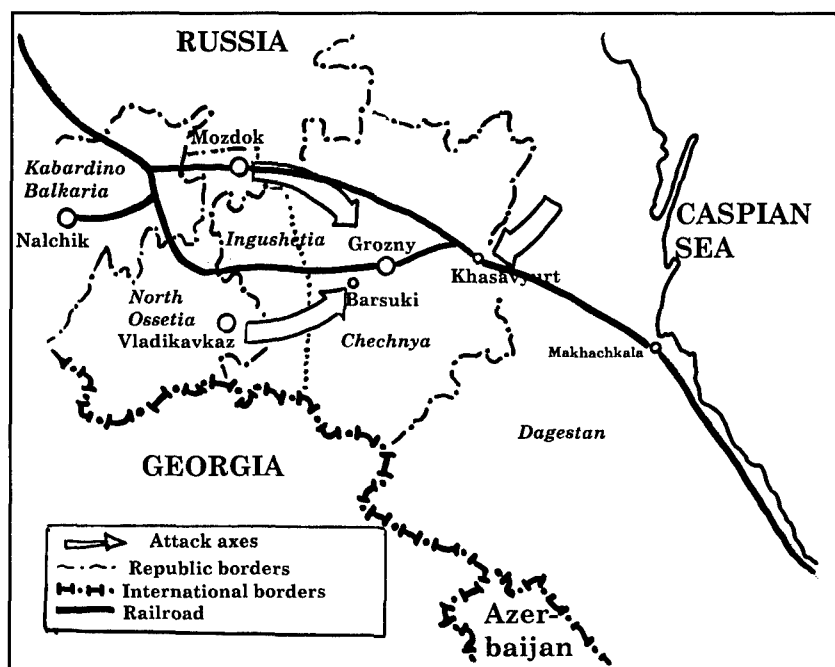 RUSSIA
Mozdok
Kabardino
Balkaria
CASPIAN
SEA
Nalchik
Ingushetia
Grozny
Khasavyurt
North
Ossetia
Barsuki
Vladikavkaz
Chechnya
Makhachkala
Dagestan
GEORGIA
Attack axes
Republic borders
International borders
Railroad
Azer-
baijan